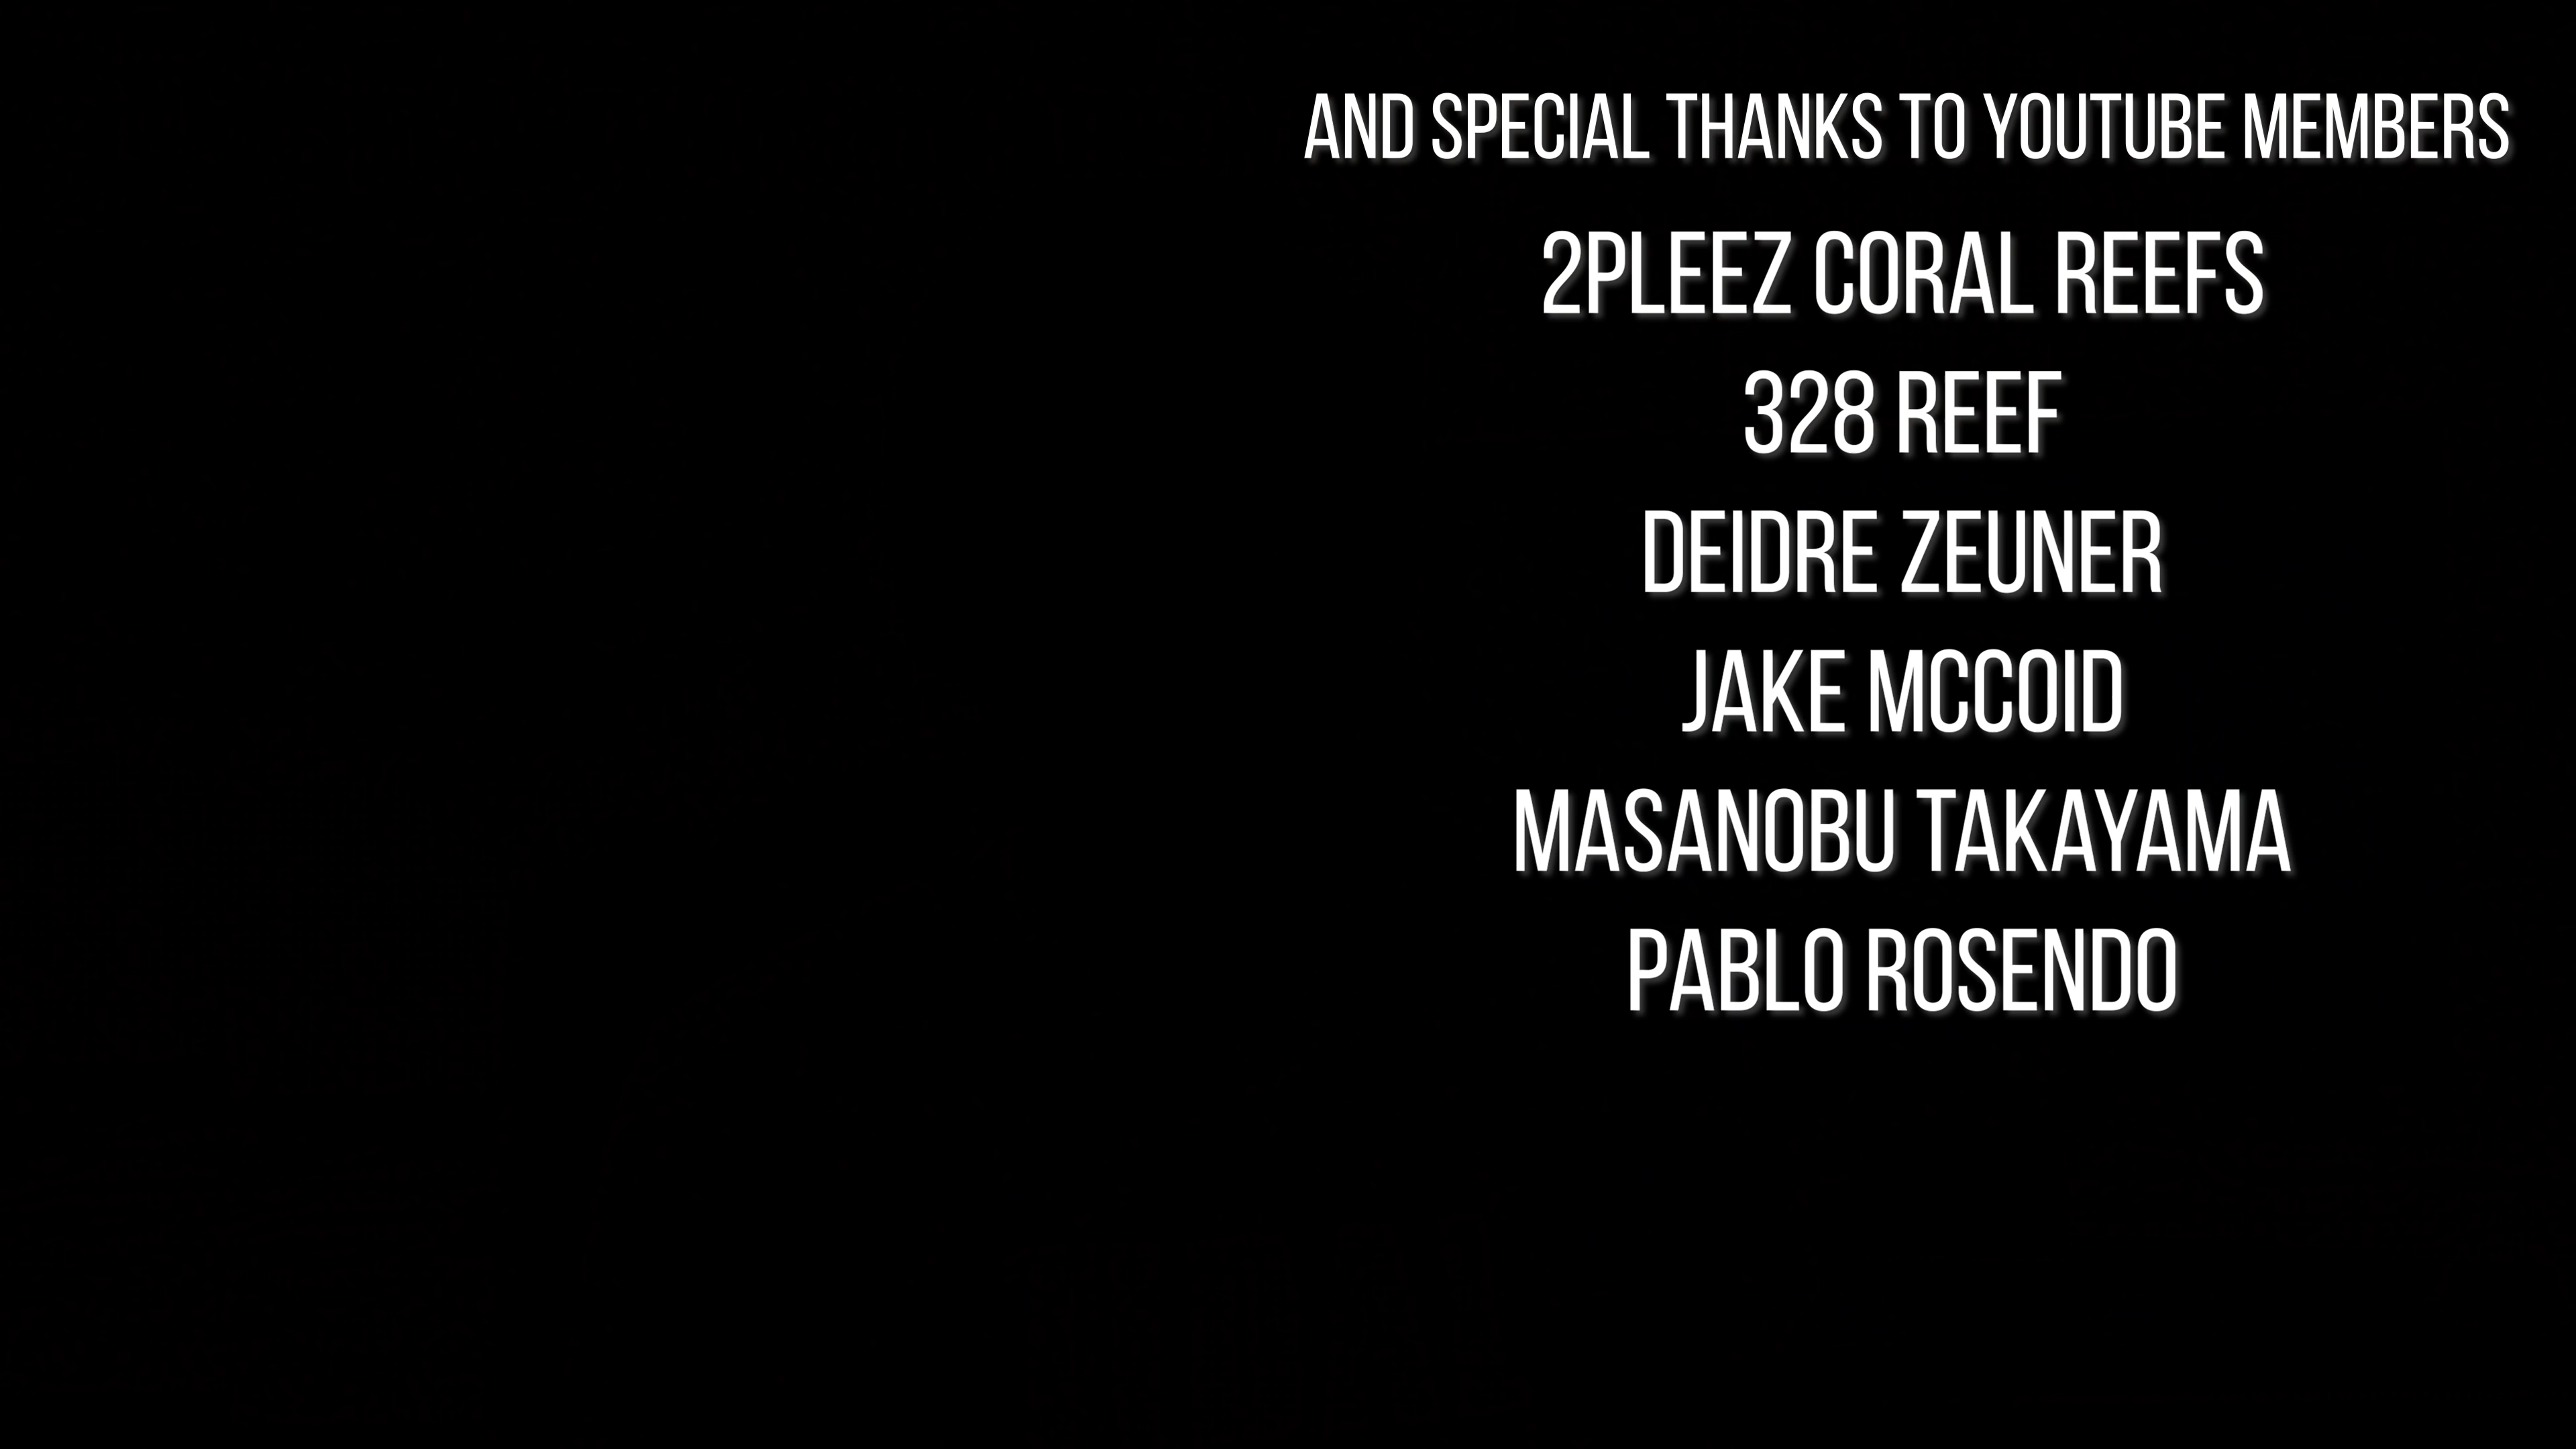 AND SPECIAL THANKS TO YOUTUBE MEMBERS
2PLEEZ CORAL REEFS
328 REEF
DEIDRE ZEUNER
JAKE MCCOID
MASANOBU TAKAYAMA
PABLO ROSENDO